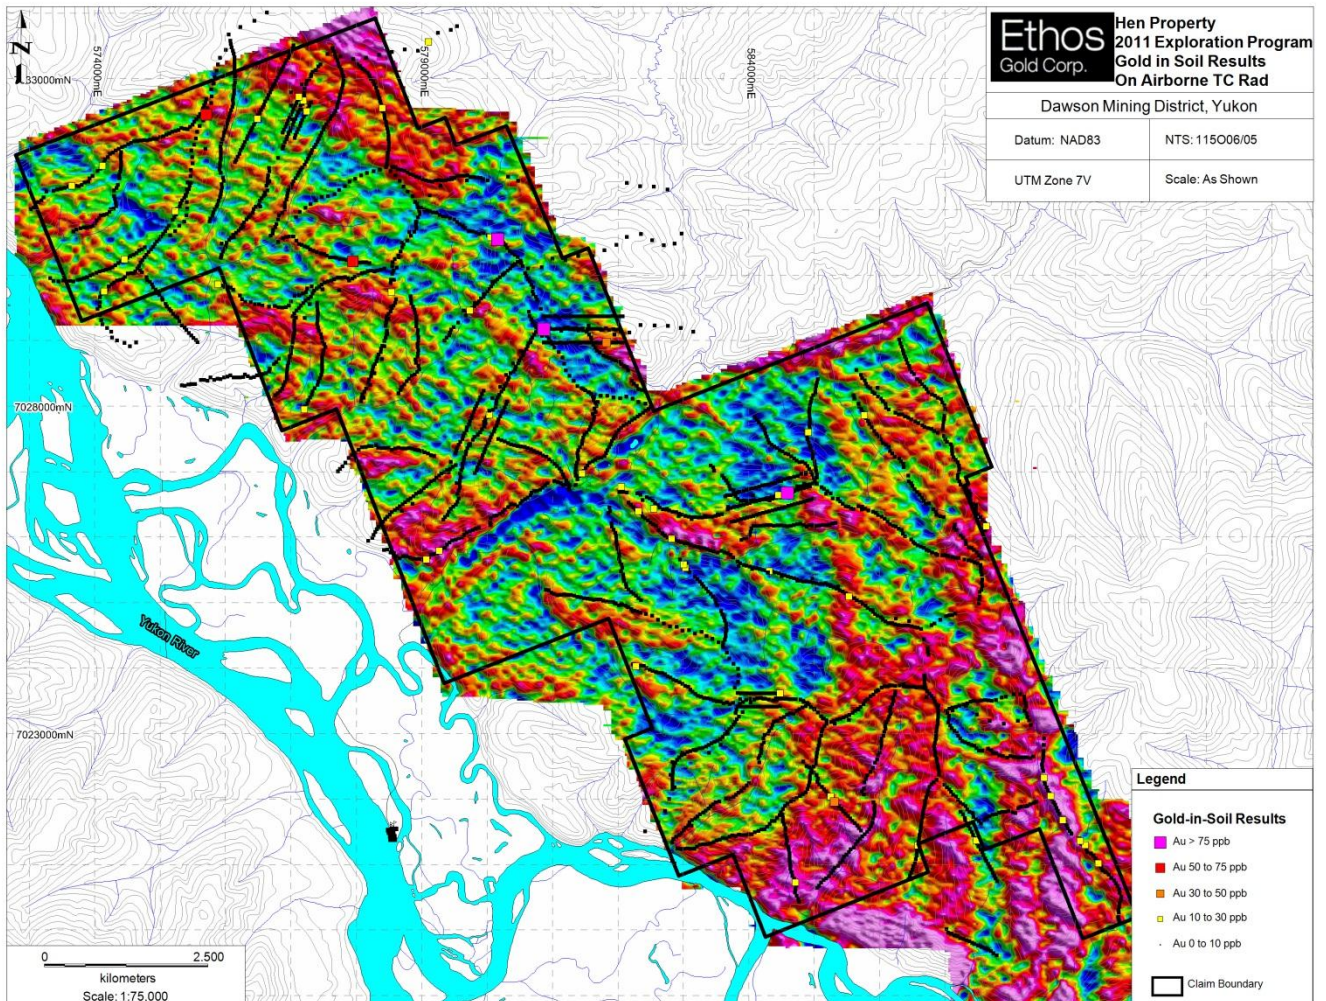 Ethos
Gold Corp.
Hen Property
2011 Exploration Program
Gold in Soil Results
On Airborne TC Rad
Dawson Mining District, Yukon
Datum: NAD83
NTS: 115O06/05
UTM Zone 7V
Scale: As Shown
N
574000mE
579000mE
584000mE
33000mN
7028000mN
7023000mN
Yukon River
Legend
Gold-in-Soil Results
Au > 75 ppb
Au 50 to 75 ppb
Au 30 to 50 ppb
Au 10 to 30 ppb
Au 0 to 10 ppb
Claim Boundary
0
2.500
kilometers
Scale: 1:75.000